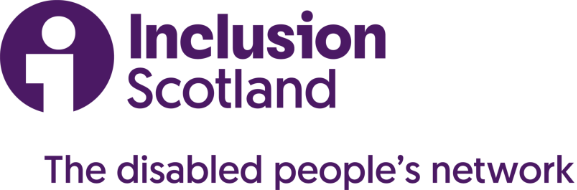 Inclusion
Scotland
The disabled people's network